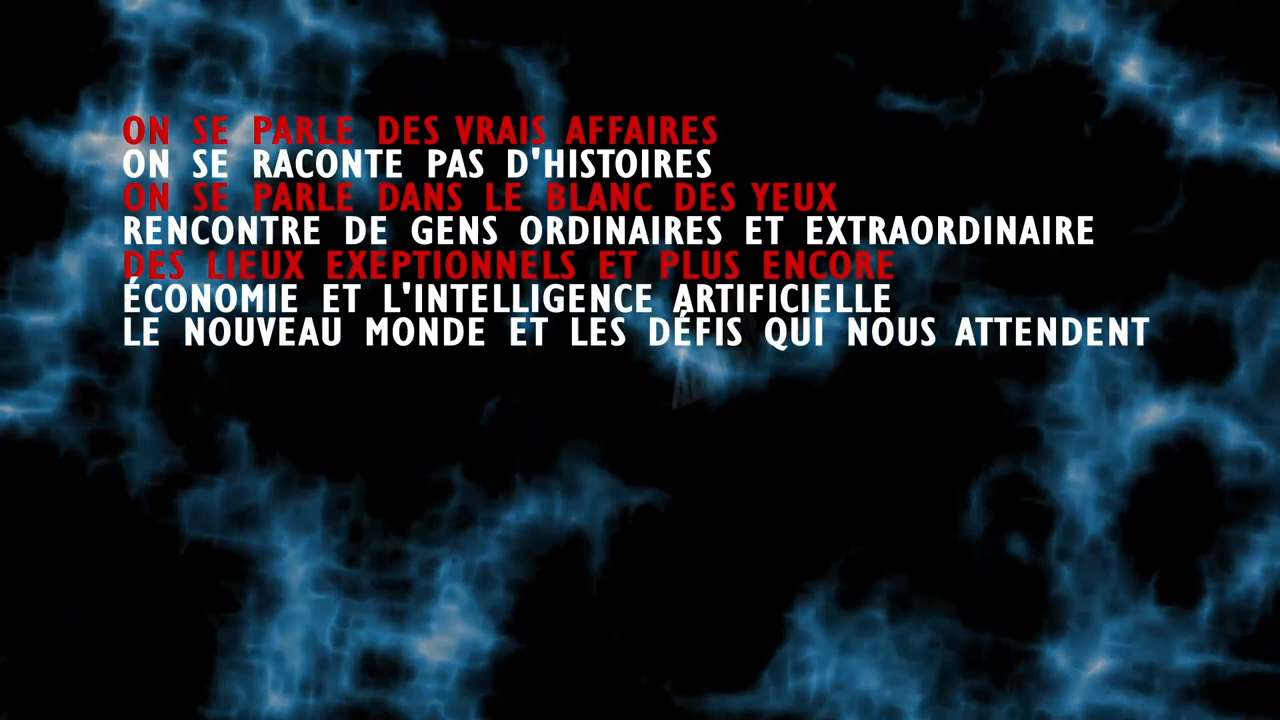 ON SE PARLE DES VRAIS AFFAIRES
ON SE RACONTE PAS D'HISTOIRES
ON SE PARLE DANS LE BLANC DES YEUX
RENCONTRE DE GENS ORDINAIRES ET EXTRAORDINAIRE
DES LIEUX EXEPTIONNELS ET PLUS ENCORE
ÉCONOMIE ET L'INTELLIGENCE ARTIFICIELLE
LE NOUVEAU MONDE ET LES DÉFIS QUI NOUS ATTENDENT